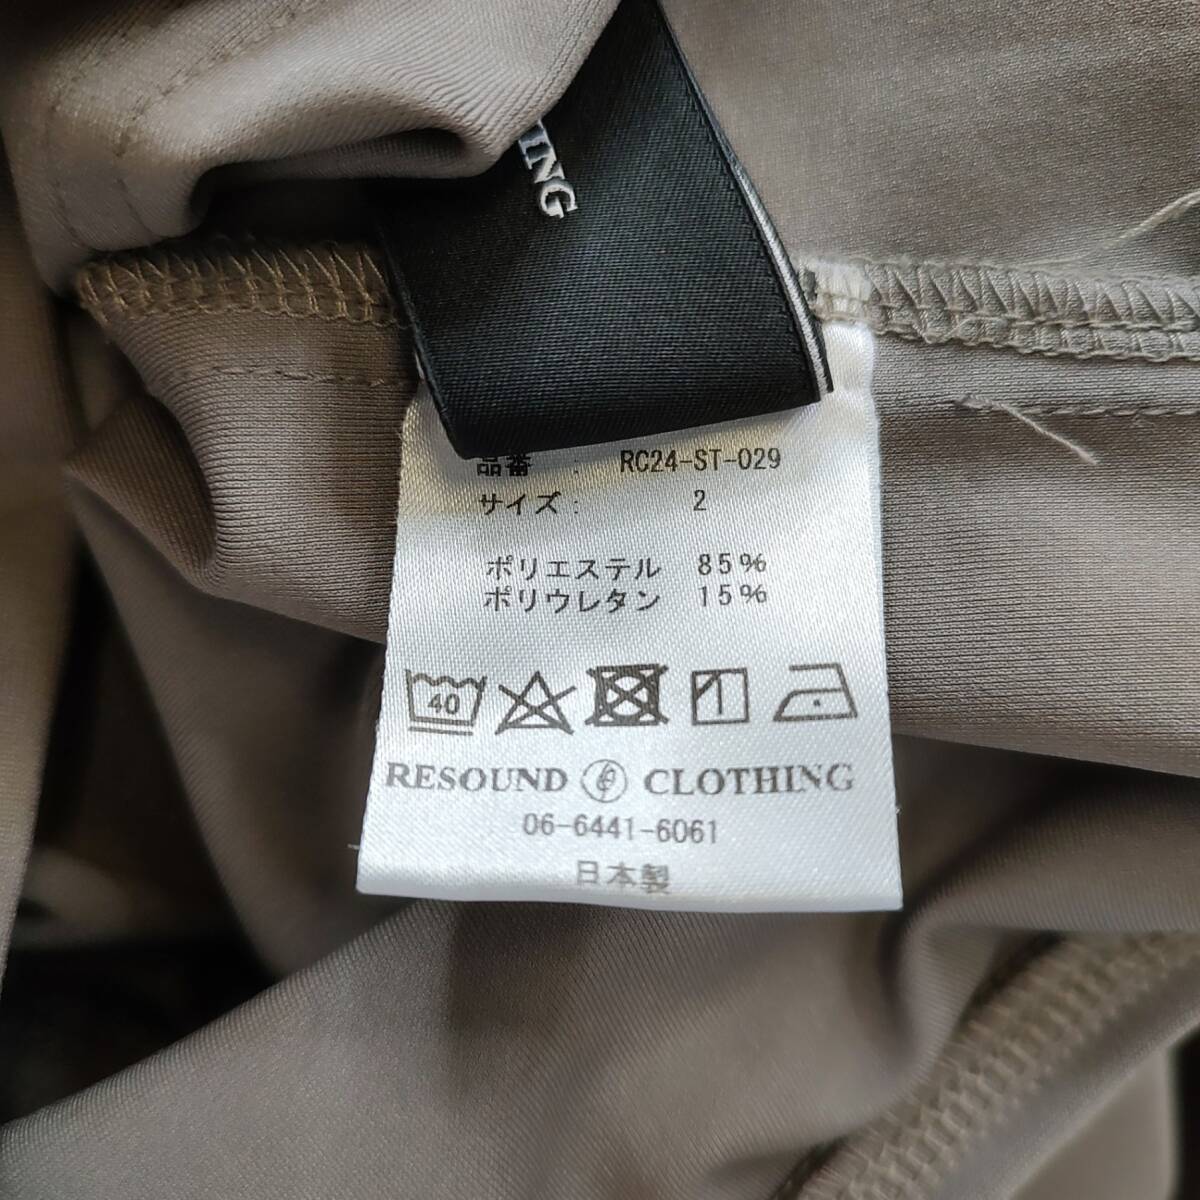 TING
品番 : RC24-ST-029
サイズ : 2
ポリエステル 85%
ポリウレタン 15%
40
RESOUND CLOTHING
06-6441-6061
日本製